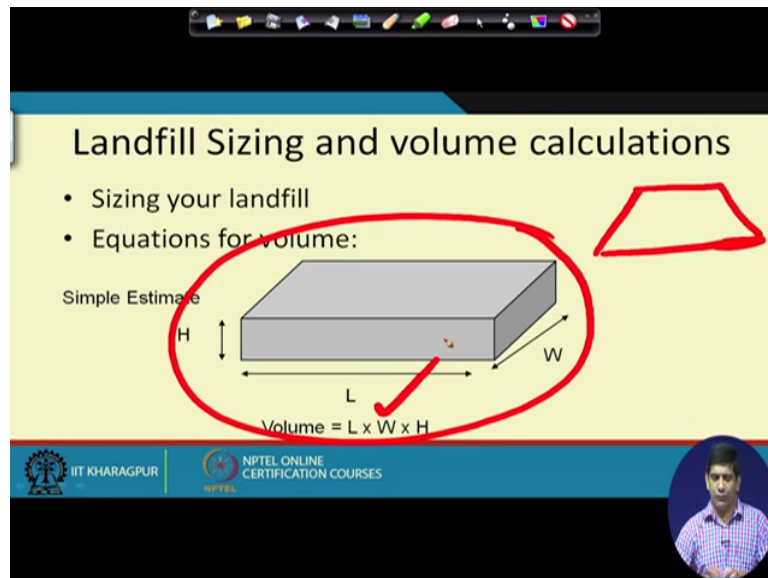 Landfill Sizing and volume calculations
• Sizing your landfill
• Equations for volume:
Simple Estimate
H
W
L
Volume = L x W x H
IIT KHARAGPUR
NPTEL ONLINE
CERTIFICATION COURSES
NPTEL